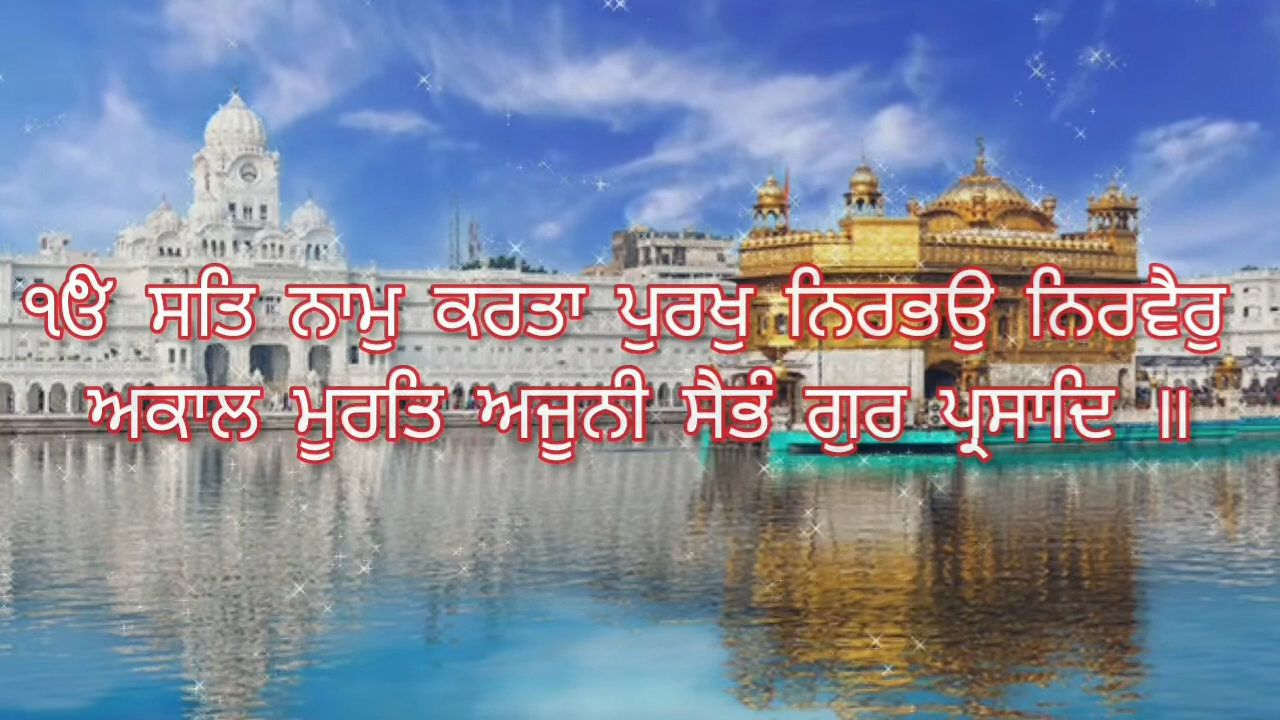 ੴ ਸਤਿ ਨਾਮੁ ਕਰਤਾ ਪੁਰਖੁ ਨਿਰਭਉ ਨਿਰਵੈਰੁ
ਅਕਾਲ ਮੂਰਤਿ ਅਜੂਨੀ ਸੈਭੰ ਗੁਰ ਪ੍ਰਸਾਦਿ ॥